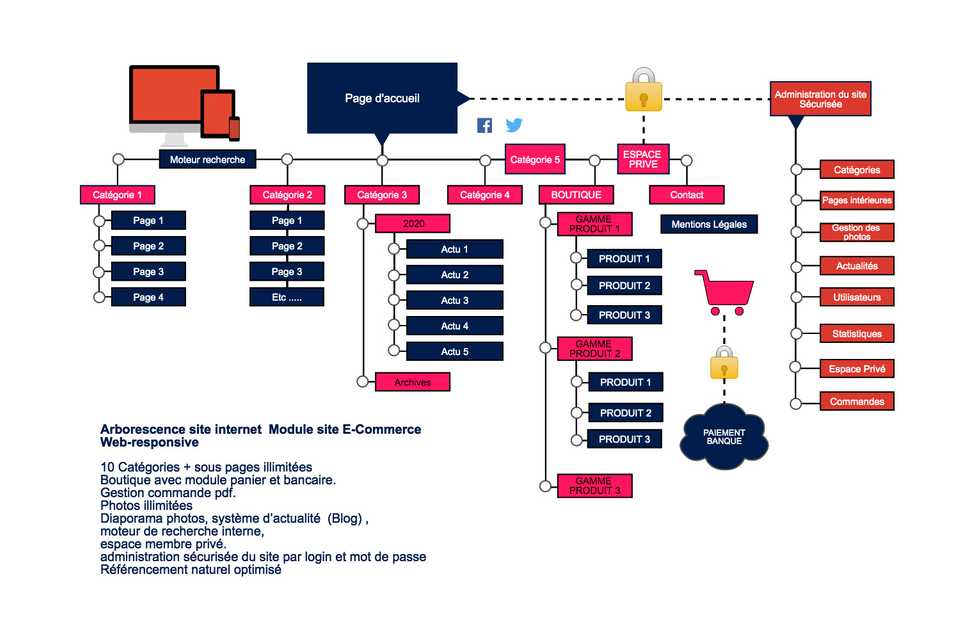 Page d'accueil
Administration du site
Sécurisée
Moteur recherche
Catégorie 5
ESPACE
PRIVE
Catégorie 1
Catégorie 2
Catégorie 3
Catégorie 4
BOUTIQUE
Contact
Page 1
Page 2
Page 3
Page 4
Page 1
Page 2
Page 3
Etc .....
2020
Actu 1
Actu 2
Actu 3
Actu 4
Actu 5
Archives
GAMME
PRODUIT 1
PRODUIT 1
PRODUIT 2
PRODUIT 3
GAMME
PRODUIT 2
PRODUIT 1
PRODUIT 2
PRODUIT 3
GAMME
PRODUIT 3
Mentions Légales
PAIEMENT
BANQUE
Catégories
Pages intérieures
Gestion des
photos
Actualités
Utilisateurs
Statistiques
Espace Privé
Commandes
Arborescence site internet  Module site E-Commerce
Web-responsive
10 Catégories + sous pages illimitées
Boutique avec module panier et bancaire.
Gestion commande pdf.
Photos illimitées
Diaporama photos, système d'actualité  (Blog) ,
moteur de recherche interne,
espace membre privé.
administration sécurisée du site par login et mot de passe
Référencement naturel optimisé